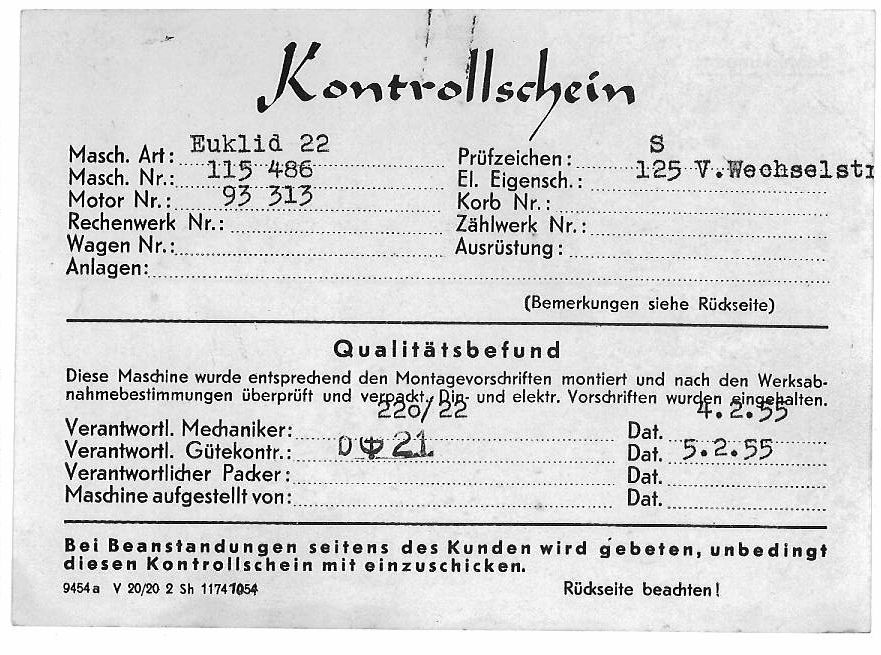 Kontrollschein
Masch. Art: Euklid 22
Masch. Nr.: 115 486
Motor Nr.: 93 313
Rechenwerk Nr.:
Wagen Nr.:
Anlagen:
Prüfzeichen: S
El. Eigensch.: 125 V.Wechselstr
Korb Nr.:
Zählwerk Nr.:
Ausrüstung:
(Bemerkungen siehe Rückseite)
Qualitätsbefund
Diese Maschine wurde entsprechend den Montagevorschriften montiert und nach den Werksab-
nahmebestimmungen überprüft und verpackt. Din- und elektr. Vorschriften wurden eingehalten.
Verantwortl. Mechaniker: 220/22 Dat. 4.2.55
Verantwortl. Gütekontr.: 21 Dat. 5.2.55
Verantwortlicher Packer: Dat.
Maschine aufgestellt von: Dat.
Bei Beanstandungen seitens des Kunden wird gebeten, unbedingt
diesen Kontrollschein mit einzuschicken.
9454a V 20/20 2 Sh 1174 1054 Rückseite beachten!